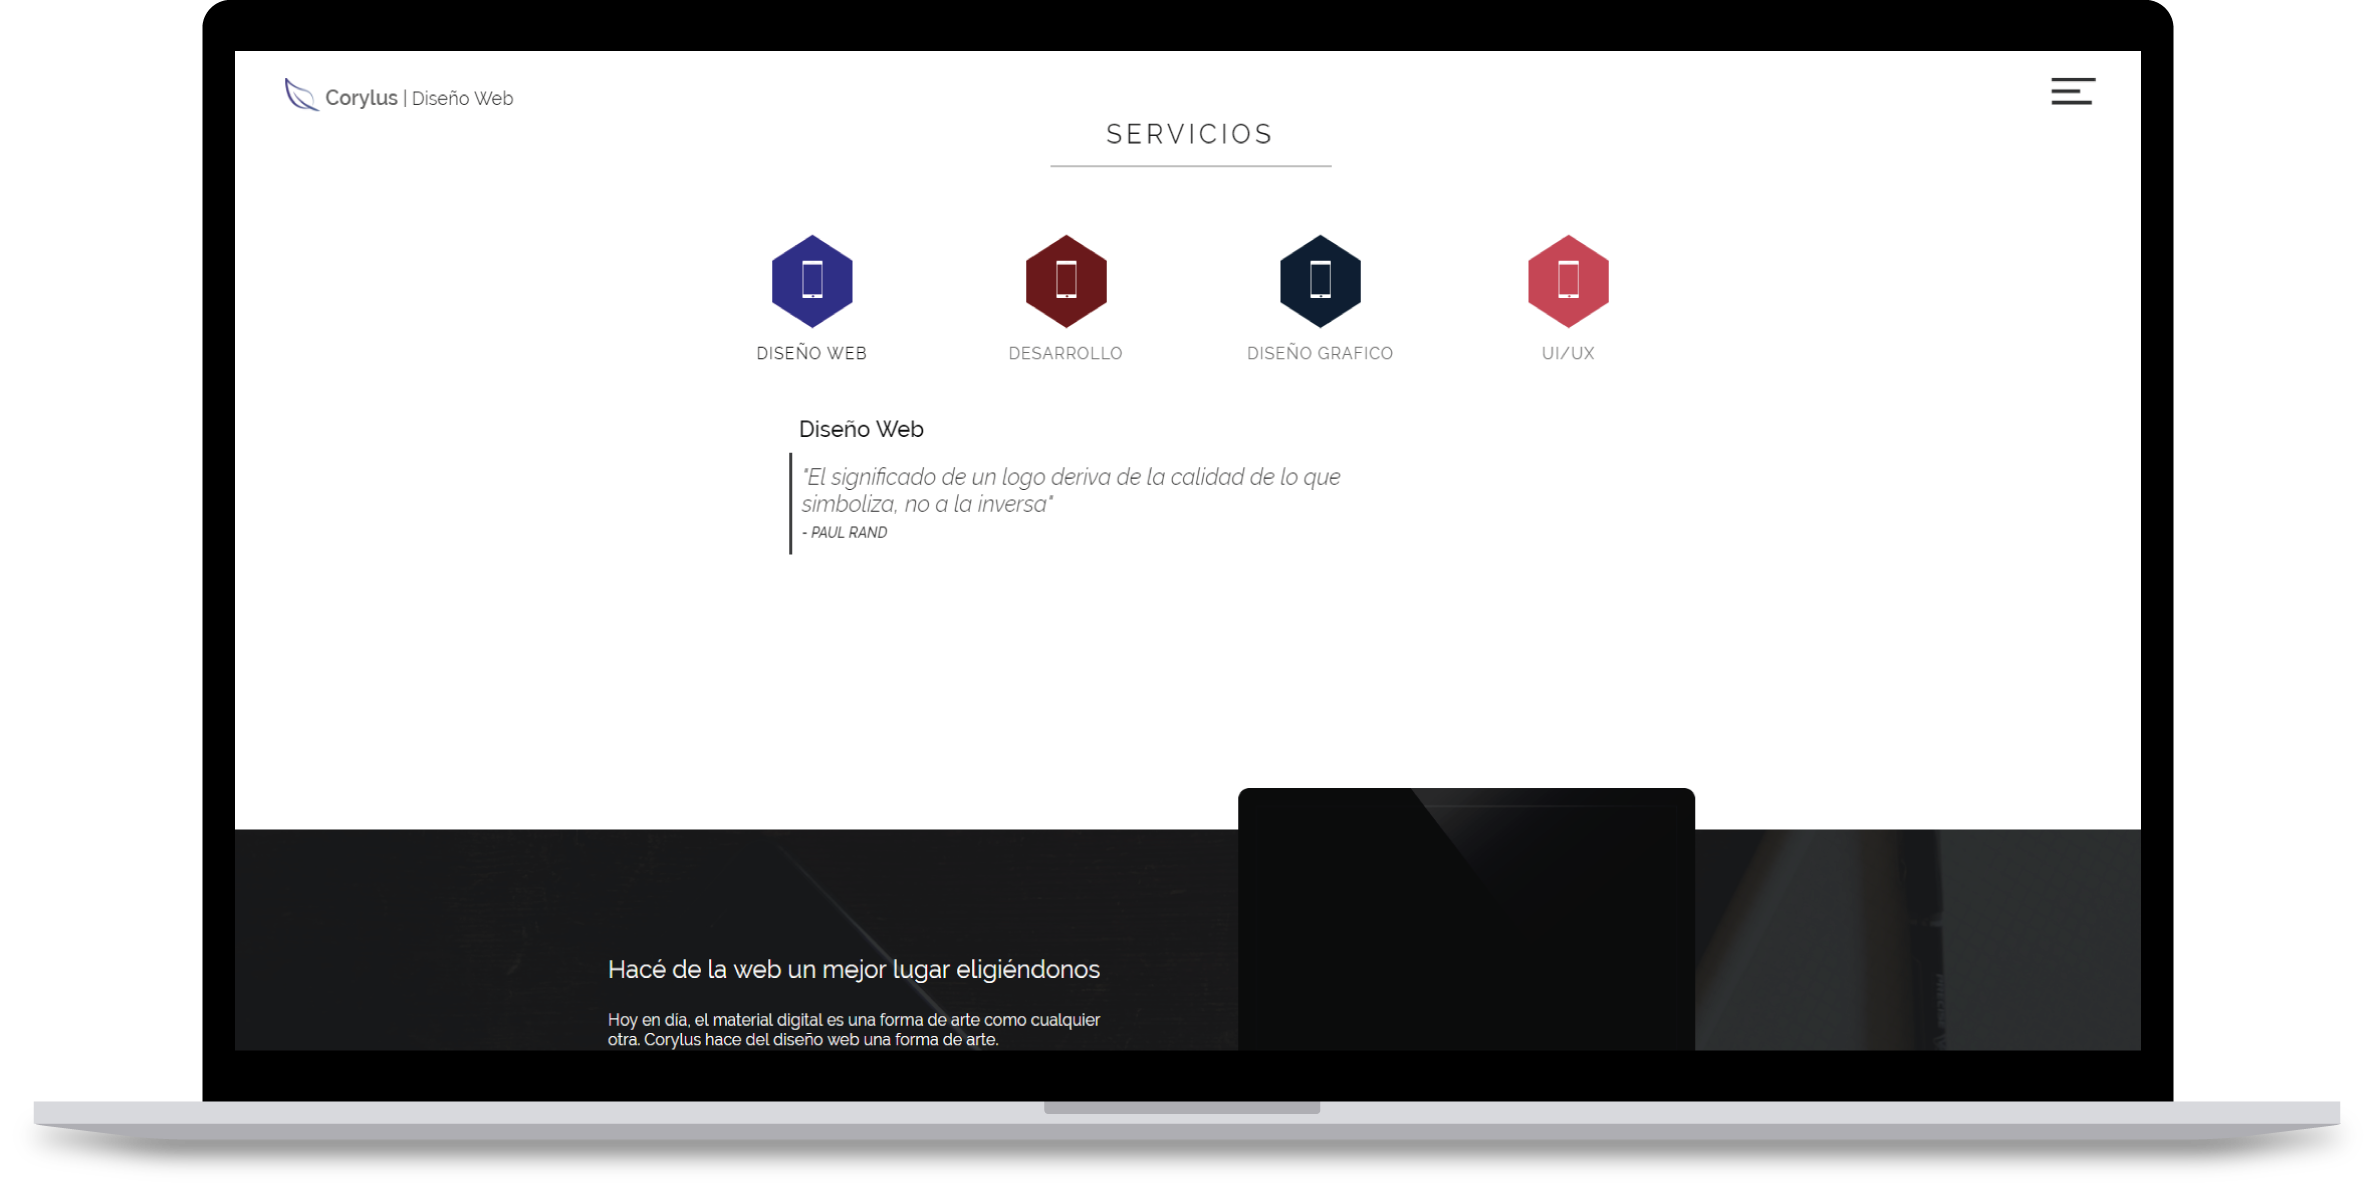 Corylus | Diseño Web
SERVICIOS
DISEÑO WEB
DESARROLLO
DISEÑO GRAFICO
UI/UX
Diseño Web
"El significado de un logo deriva de la calidad de lo que
simboliza, no a la inversa"
- PAUL RAND
Hacé de la web un mejor lugar eligiéndonos
Hoy en día, el material digital es una forma de arte como cualquier
otra. Corylus hace del diseño web una forma de arte.